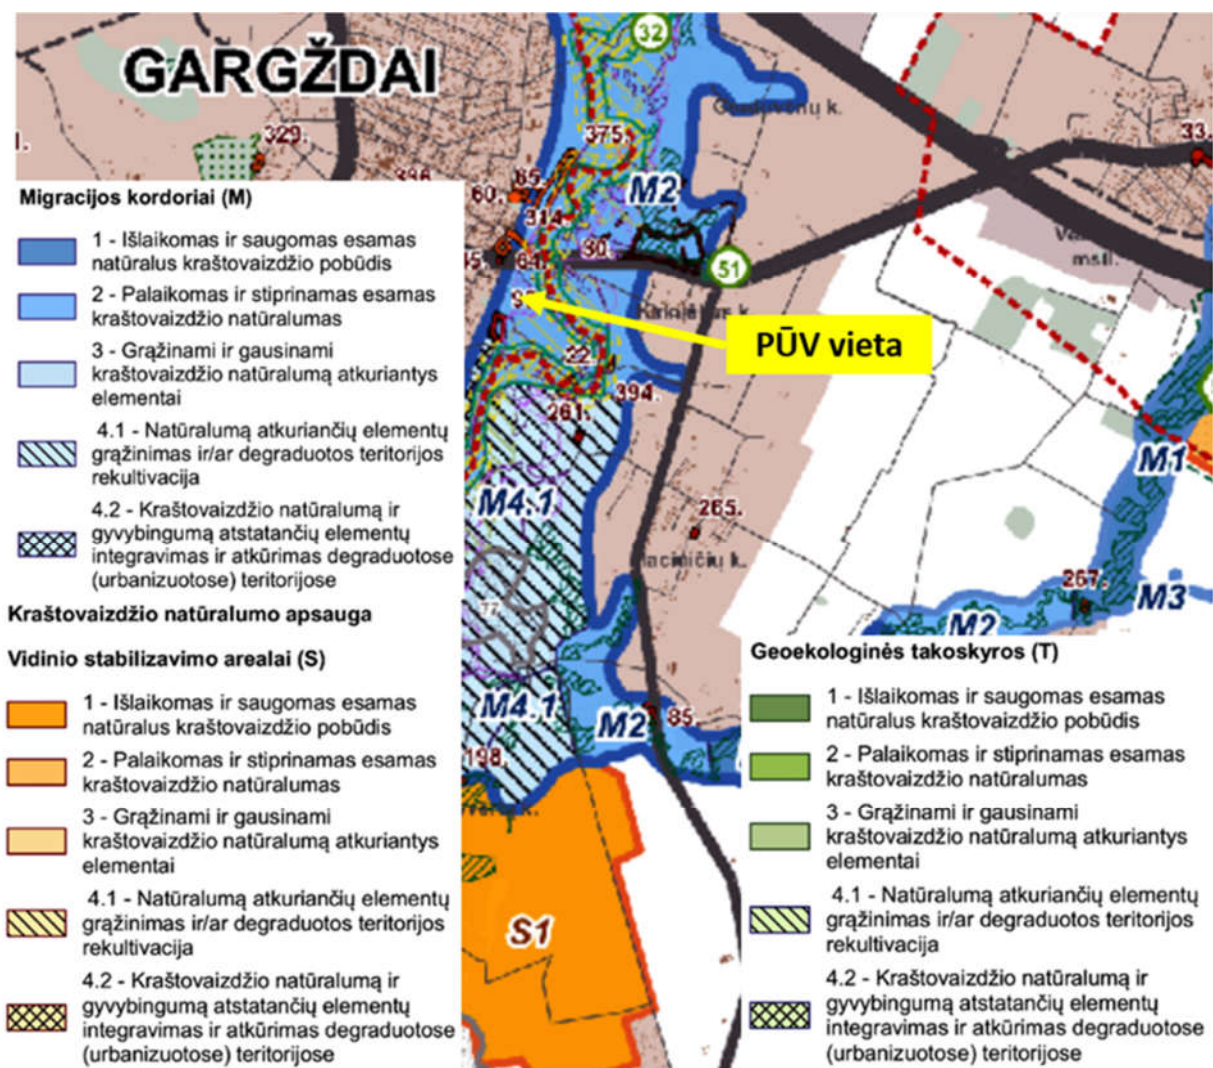 GARGŽDAI
32
329.
375.
33.
M2
65.
60.
314.
30.
64.
51
mstl.
PŪV vieta
22.
394.
261.
M1
M4.1
265.
267.
M3
M2
77
M4.1
M2
85.
198.
S1
Migracijos kordoriai (M)
1 - Išlaikomas ir saugomas esamas
natūralus kraštovaizdžio pobūdis
2 - Palaikomas ir stiprinamas esamas
kraštovaizdžio natūralumas
3 - Grąžinami ir gausinami
kraštovaizdžio natūralumą atkuriantys
elementai
4.1 - Natūralumą atkuriančių elementų
grąžinimas ir/ar degraduotos teritorijos
rekultivacija
4.2 - Kraštovaizdžio natūralumą ir
gyvybingumą atstatančių elementų
integravimas ir atkūrimas degraduotose
(urbanizuotose) teritorijose
Kraštovaizdžio natūralumo apsauga
Vidinio stabilizavimo arealai (S)
1 - Išlaikomas ir saugomas esamas
natūralus kraštovaizdžio pobūdis
2 - Palaikomas ir stiprinamas esamas
kraštovaizdžio natūralumas
3 - Grąžinami ir gausinami
kraštovaizdžio natūralumą atkuriantys
elementai
4.1 - Natūralumą atkuriančių elementų
grąžinimas ir/ar degraduotos teritorijos
rekultivacija
4.2 - Kraštovaizdžio natūralumą ir
gyvybingumą atstatančių elementų
integravimas ir atkūrimas degraduotose
(urbanizuotose) teritorijose
Geoekologinės takoskyros (T)
1 - Išlaikomas ir saugomas esamas
natūralus kraštovaizdžio pobūdis
2 - Palaikomas ir stiprinamas esamas
kraštovaizdžio natūralumas
3 - Grąžinami ir gausinami
kraštovaizdžio natūralumą atkuriantys
elementai
4.1 - Natūralumą atkuriančių elementų
grąžinimas ir/ar degraduotos teritorijos
rekultivacija
4.2 - Kraštovaizdžio natūralumą ir
gyvybingumą atstatančių elementų
integravimas ir atkūrimas degraduotose
(urbanizuotose) teritorijose